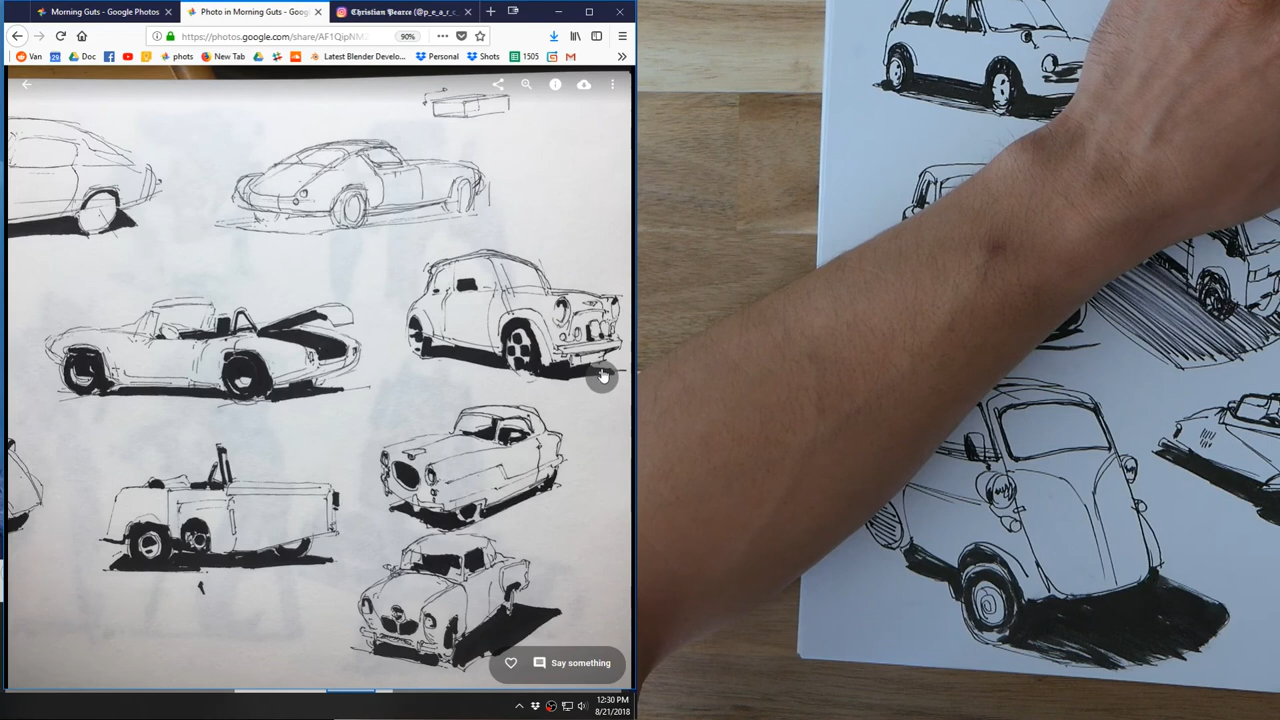 Morning Guts - Google Photos
Photo in Morning Guts - Goog
Christian Pearce (@p_e_a_r_c
https://photos.google.com/share/AF1QipNM
90%
Van
20
Doc
phots
New Tab
Latest Blender Develo...
Personal
Shots
1505
Say something
12:30 PM
8/21/2018